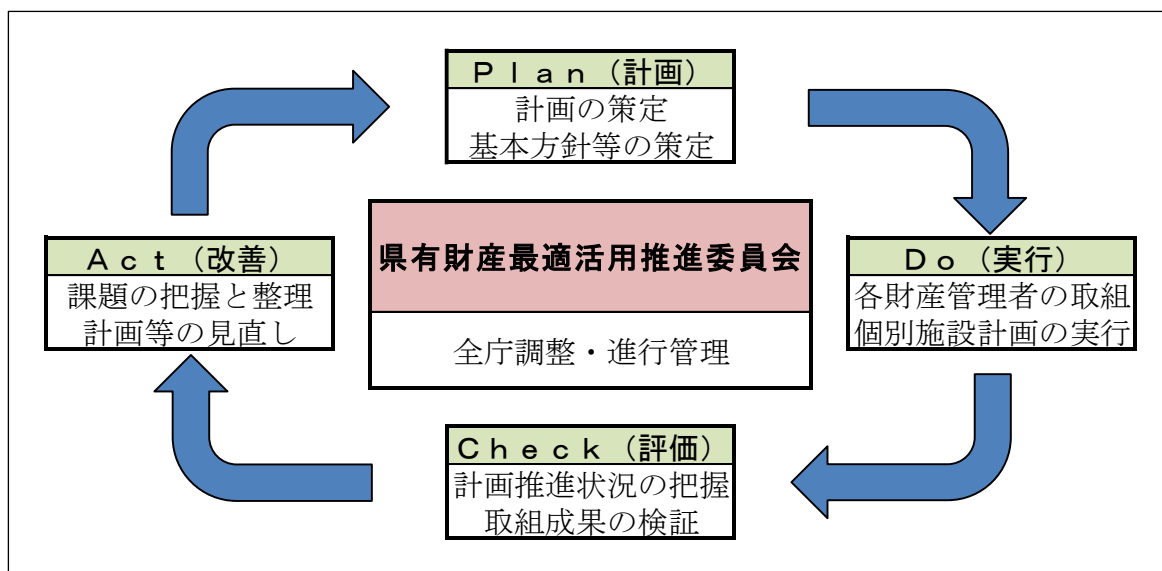 Ｐｌａｎ（計画）
計画の策定
基本方針等の策定
県有財産最適活用推進委員会
全庁調整・進行管理
Ａｃｔ（改善）
課題の把握と整理
計画等の見直し
Ｄｏ（実行）
各財産管理者の取組
個別施設計画の実行
Ｃｈｅｃｋ（評価）
計画推進状況の把握
取組成果の検証